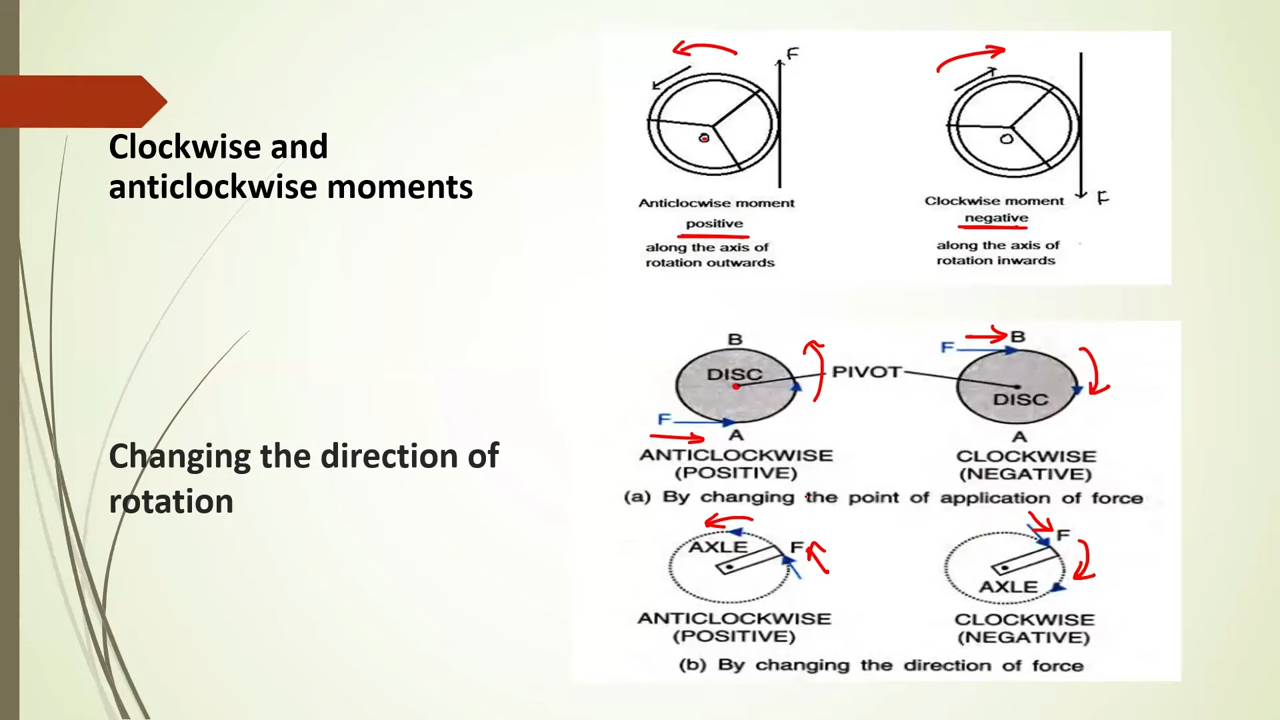 Clockwise and
anticlockwise moments
F
O
Anticlocwise moment
positive
along the axis of
rotation outwards
O
F
Clockwise moment
negative
along the axis of
rotation inwards
Changing the direction of
rotation
B
DISC
PIVOT
F
A
ANTICLOCKWISE
(POSITIVE)
F
B
DISC
A
CLOCKWISE
(NEGATIVE)
(a) By changing the point of application of force
AXLE
F
ANTICLOCKWISE
(POSITIVE)
F
AXLE
CLOCKWISE
(NEGATIVE)
(b) By changing the direction of force